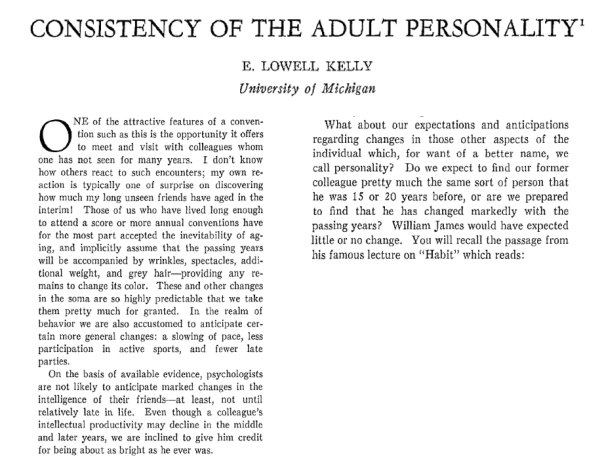 CONSISTENCY OF THE ADULT PERSONALITY¹
E. LOWELL KELLY
University of Michigan
ONE of the attractive features of a conven-
tion such as this is the opportunity it offers
to meet and visit with colleagues whom
one has not seen for many years. I don't know
how others react to such encounters; my own re-
action is typically one of surprise on discovering
how much my long unseen friends have aged in the
interim! Those of us who have lived long enough
to attend a score or more annual conventions have
for the most part accepted the inevitability of ag-
ing, and implicitly assume that the passing years
will be accompanied by wrinkles, spectacles, addi-
tional weight, and grey hair—providing any re-
mains to change its color. These and other changes
in the soma are so highly predictable that we take
them pretty much for granted. In the realm of
behavior we are also accustomed to anticipate cer-
tain more general changes: a slowing of pace, less
participation in active sports, and fewer late
parties.
On the basis of available evidence, psychologists
are not likely to anticipate marked changes in the
intelligence of their friends—at least, not until
relatively late in life. Even though a colleague's
intellectual productivity may decline in the middle
and later years, we are inclined to give him credit
for being about as bright as he ever was.
What about our expectations and anticipations
regarding changes in those other aspects of the
individual which, for want of a better name, we
call personality? Do we expect to find our former
colleague pretty much the same sort of person that
he was 15 or 20 years before, or are we prepared
to find that he has changed markedly with the
passing years? William James would have expected
little or no change. You will recall the passage from
his famous lecture on "Habit" which reads: